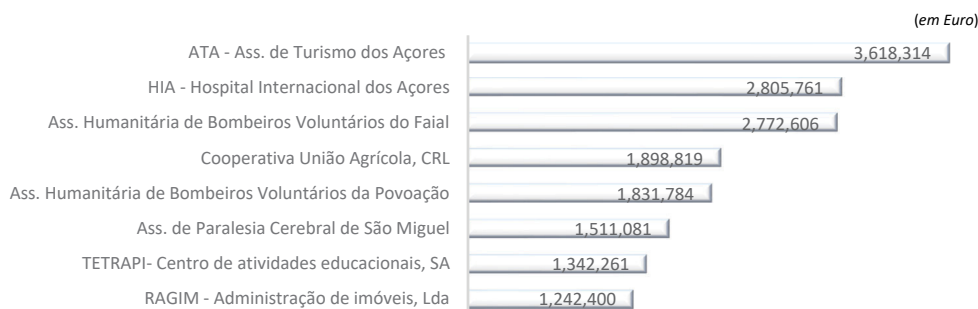 (em Euro)
ATA - Ass. de Turismo dos Açores 3,618,314
HIA - Hospital Internacional dos Açores 2,805,761
Ass. Humanitária de Bombeiros Voluntários do Faial 2,772,606
Cooperativa União Agrícola, CRL 1,898,819
Ass. Humanitária de Bombeiros Voluntários da Povoação 1,831,784
Ass. de Paralesia Cerebral de São Miguel 1,511,081
TETRAPI- Centro de atividades educacionais, SA 1,342,261
RAGIM - Administração de imóveis, Lda 1,242,400